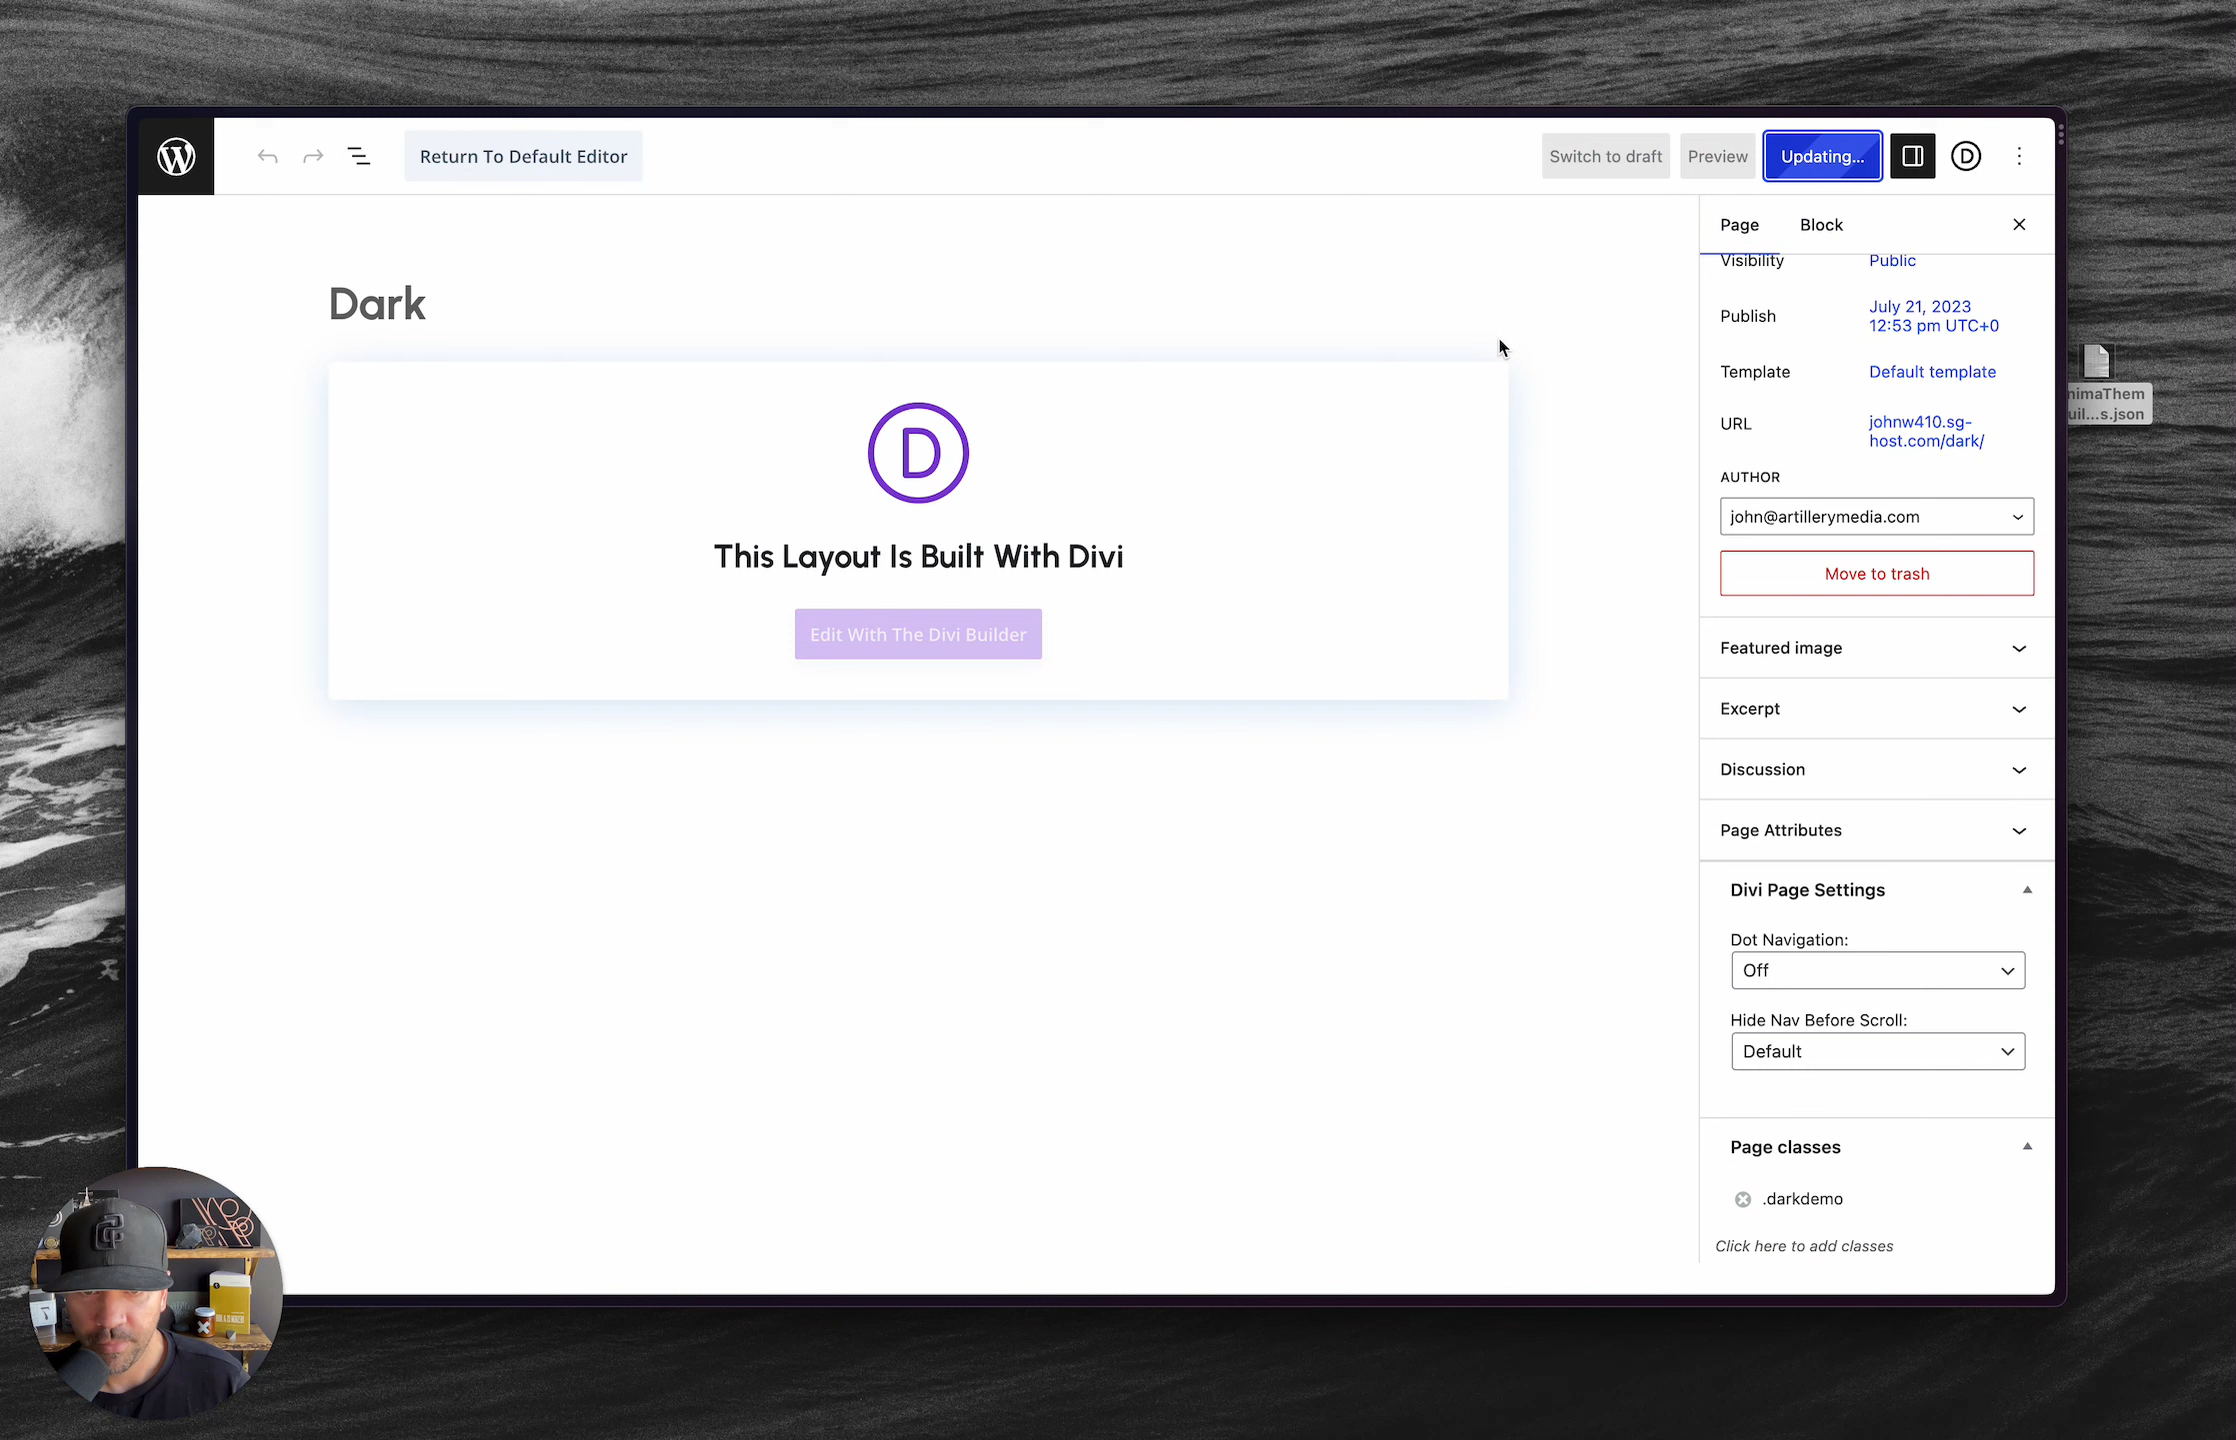 Return To Default Editor
Switch to draft
Preview
Updating...
Page
Block
Visibility
Public
Publish
July 21, 2023
12:53 pm UTC+0
Template
Default template
URL
johnw410.sg-
host.com/dark/
AUTHOR
john@artillerymedia.com
Move to trash
Featured image
Excerpt
Discussion
Page Attributes
Divi Page Settings
Dot Navigation:
Off
Hide Nav Before Scroll:
Default
Page classes
.darkdemo
Click here to add classes
Dark
D
This Layout Is Built With Divi
Edit With The Divi Builder
nimaThem
uil...s.json